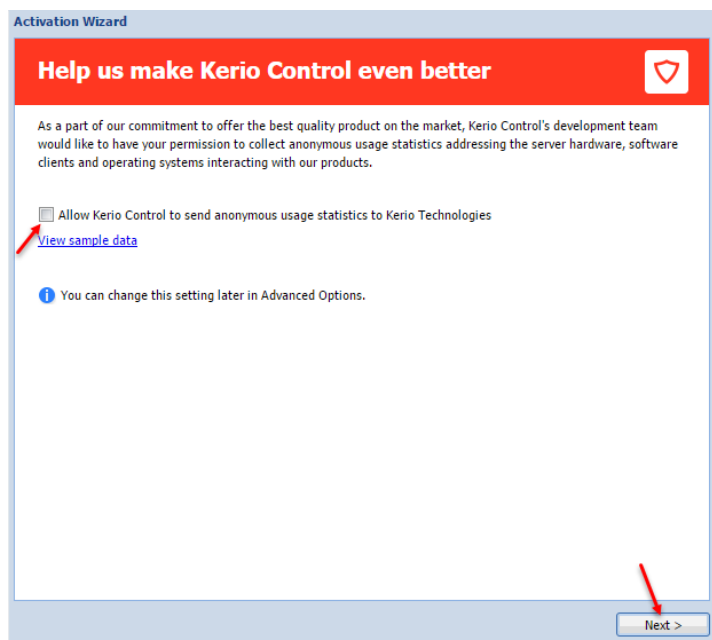 Activation Wizard
Help us make Kerio Control even better
As a part of our commitment to offer the best quality product on the market, Kerio Control's development team
would like to have your permission to collect anonymous usage statistics addressing the server hardware, software
clients and operating systems interacting with our products.
Allow Kerio Control to send anonymous usage statistics to Kerio Technologies
View sample data
You can change this setting later in Advanced Options.
Next >